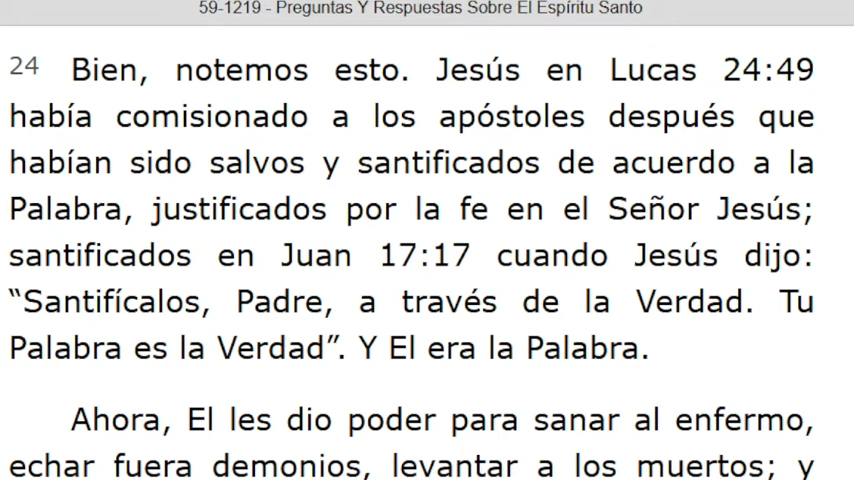 59-1219 - Preguntas Y Respuestas Sobre El Espíritu Santo
24 Bien, notemos esto. Jesús en Lucas 24:49
había comisionado a los apóstoles después que
habían sido salvos y santificados de acuerdo a la
Palabra, justificados por la fe en el Señor Jesús;
santificados en Juan 17:17 cuando Jesús dijo:
“Santifícalos, Padre, a través de la Verdad. Tu
Palabra es la Verdad”. Y El era la Palabra.
Ahora, El les dio poder para sanar al enfermo,
echar fuera demonios, levantar a los muertos; y